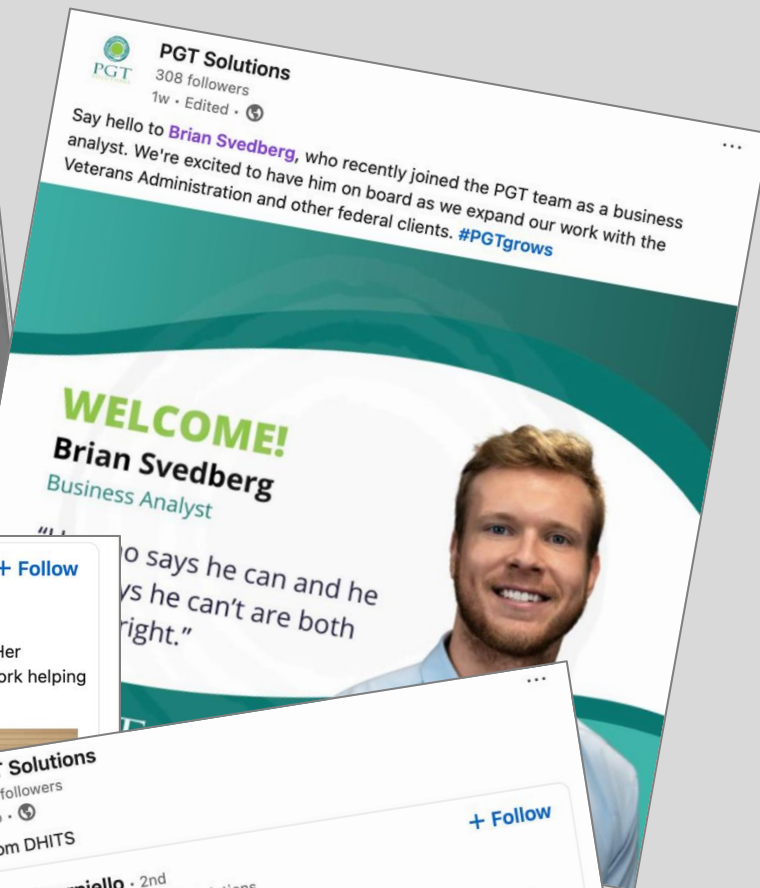 PGT Solutions
308 followers
1w • Edited •
PGT
Say hello to Brian Svedberg, who recently joined the PGT team as a business
analyst. We're excited to have him on board as we expand our work with the
Veterans Administration and other federal clients. #PGTgrows
WELCOME!
Brian Svedberg
Business Analyst
says he can and he
he can't are both
right.”
+ Follow
ork helping
Solutions
followers
om DHITS
+ Follow
• 2nd